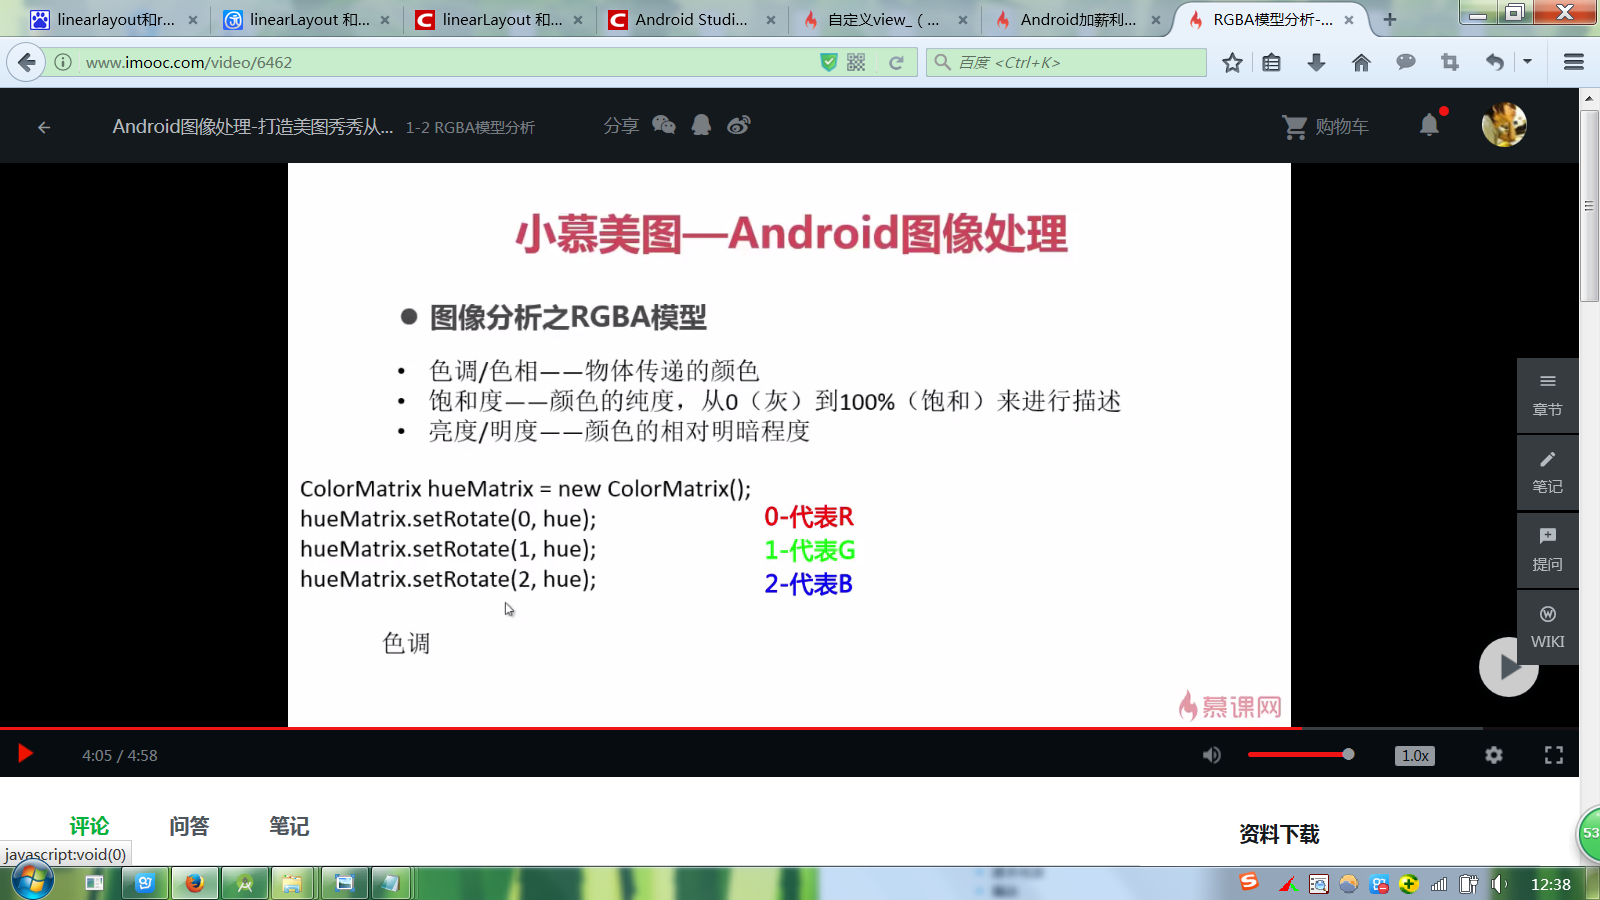 linearlayout和r...
linearLayout 和...
linearLayout 和...
Android Studi...
自定义view_（...
Android加薪利...
RGBA模型分析-...
www.imooc.com/video/6462
百度 <Ctrl+K>
Android图像处理-打造美图秀秀从...
1-2 RGBA模型分析
分享
购物车
小慕美图—Android图像处理
图像分析之RGBA模型
色调/色相——物体传递的颜色
饱和度——颜色的纯度，从0（灰）到100%（饱和）来进行描述
亮度/明度——颜色的相对明暗程度
ColorMatrix hueMatrix = new ColorMatrix();
hueMatrix.setRotate(0, hue);
hueMatrix.setRotate(1, hue);
hueMatrix.setRotate(2, hue);
0-代表R
1-代表G
2-代表B
色调
慕课网
章节
笔记
提问
WIKI
4:05 / 4:58
1.0x
评论
问答
笔记
资料下载
53
javascript:void(0)
12:38